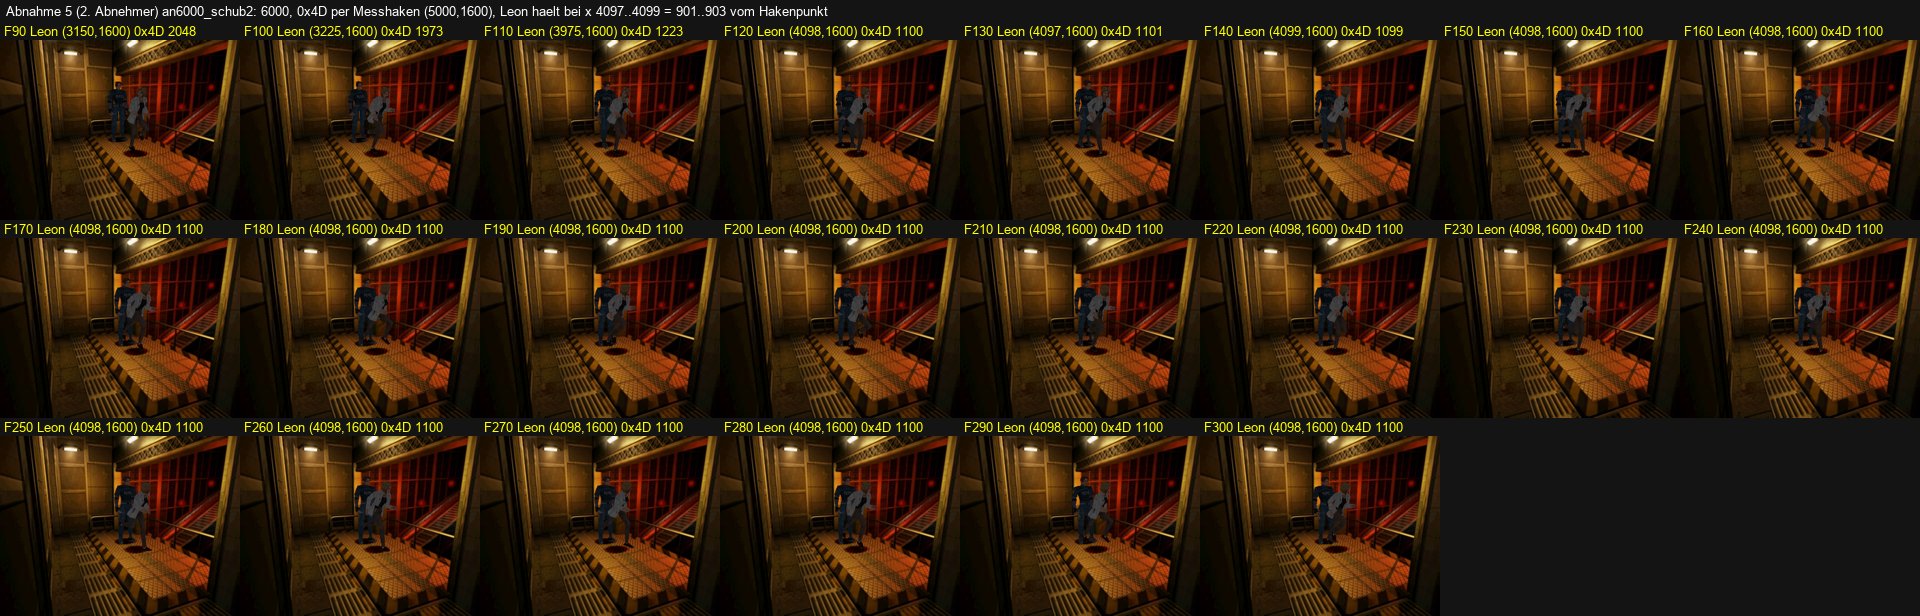 Abnahme 5 (2. Abnehmer) an6000_schub2: 6000, 0x4D per Messhaken (5000,1600), Leon haelt bei x 4097..4099 = 901..903 vom Hakenpunkt
F90 Leon (3150,1600) 0x4D 2048
F100 Leon (3225,1600) 0x4D 1973
F110 Leon (3975,1600) 0x4D 1223
F120 Leon (4098,1600) 0x4D 1100
F130 Leon (4097,1600) 0x4D 1101
F140 Leon (4099,1600) 0x4D 1099
F150 Leon (4098,1600) 0x4D 1100
F160 Leon (4098,1600) 0x4D 1100
F170 Leon (4098,1600) 0x4D 1100
F180 Leon (4098,1600) 0x4D 1100
F190 Leon (4098,1600) 0x4D 1100
F200 Leon (4098,1600) 0x4D 1100
F210 Leon (4098,1600) 0x4D 1100
F220 Leon (4098,1600) 0x4D 1100
F230 Leon (4098,1600) 0x4D 1100
F240 Leon (4098,1600) 0x4D 1100
F250 Leon (4098,1600) 0x4D 1100
F260 Leon (4098,1600) 0x4D 1100
F270 Leon (4098,1600) 0x4D 1100
F280 Leon (4098,1600) 0x4D 1100
F290 Leon (4098,1600) 0x4D 1100
F300 Leon (4098,1600) 0x4D 1100